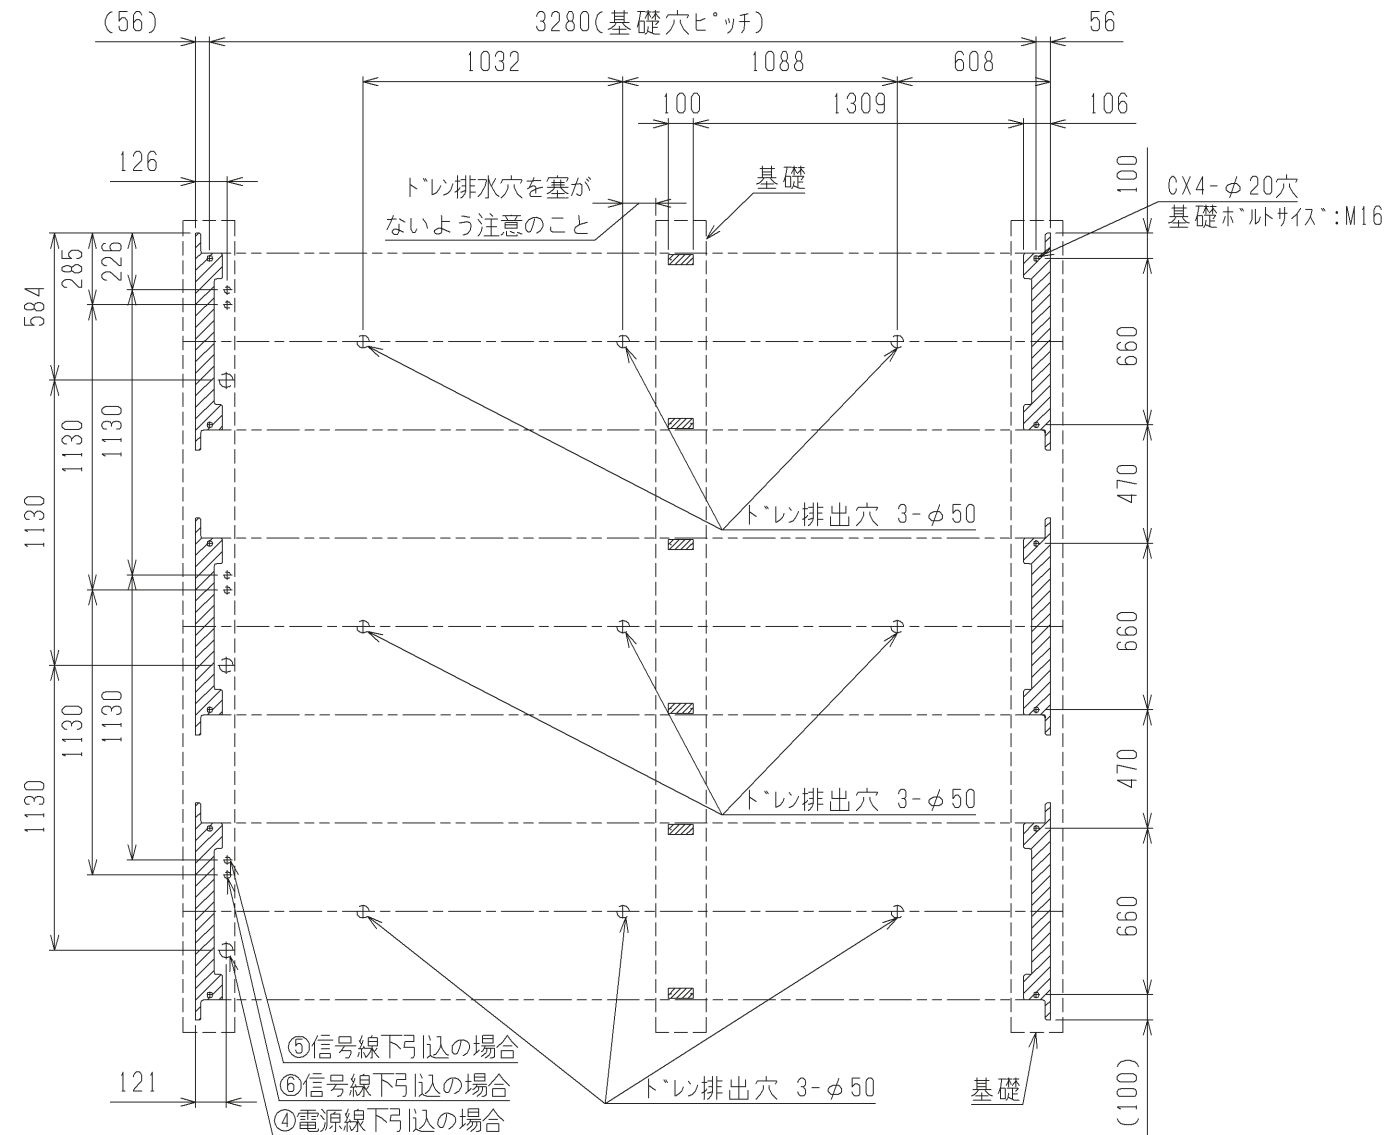 (56)
3280(基礎穴ピッチ)
56
1032
1088
608
100
1309
106
126
ドレン排水穴を塞が
ないよう注意のこと
基礎
100
CX4-φ20穴
基礎ボルトサイズ:M16
584
285
226
660
1130
1130
1130
470
ドレン排出穴 3-φ50
660
1130
1130
1130
470
ドレン排出穴 3-φ50
660
⑤信号線下引込の場合
⑥信号線下引込の場合
④電源線下引込の場合
121
ドレン排出穴 3-φ50
基礎
(100)